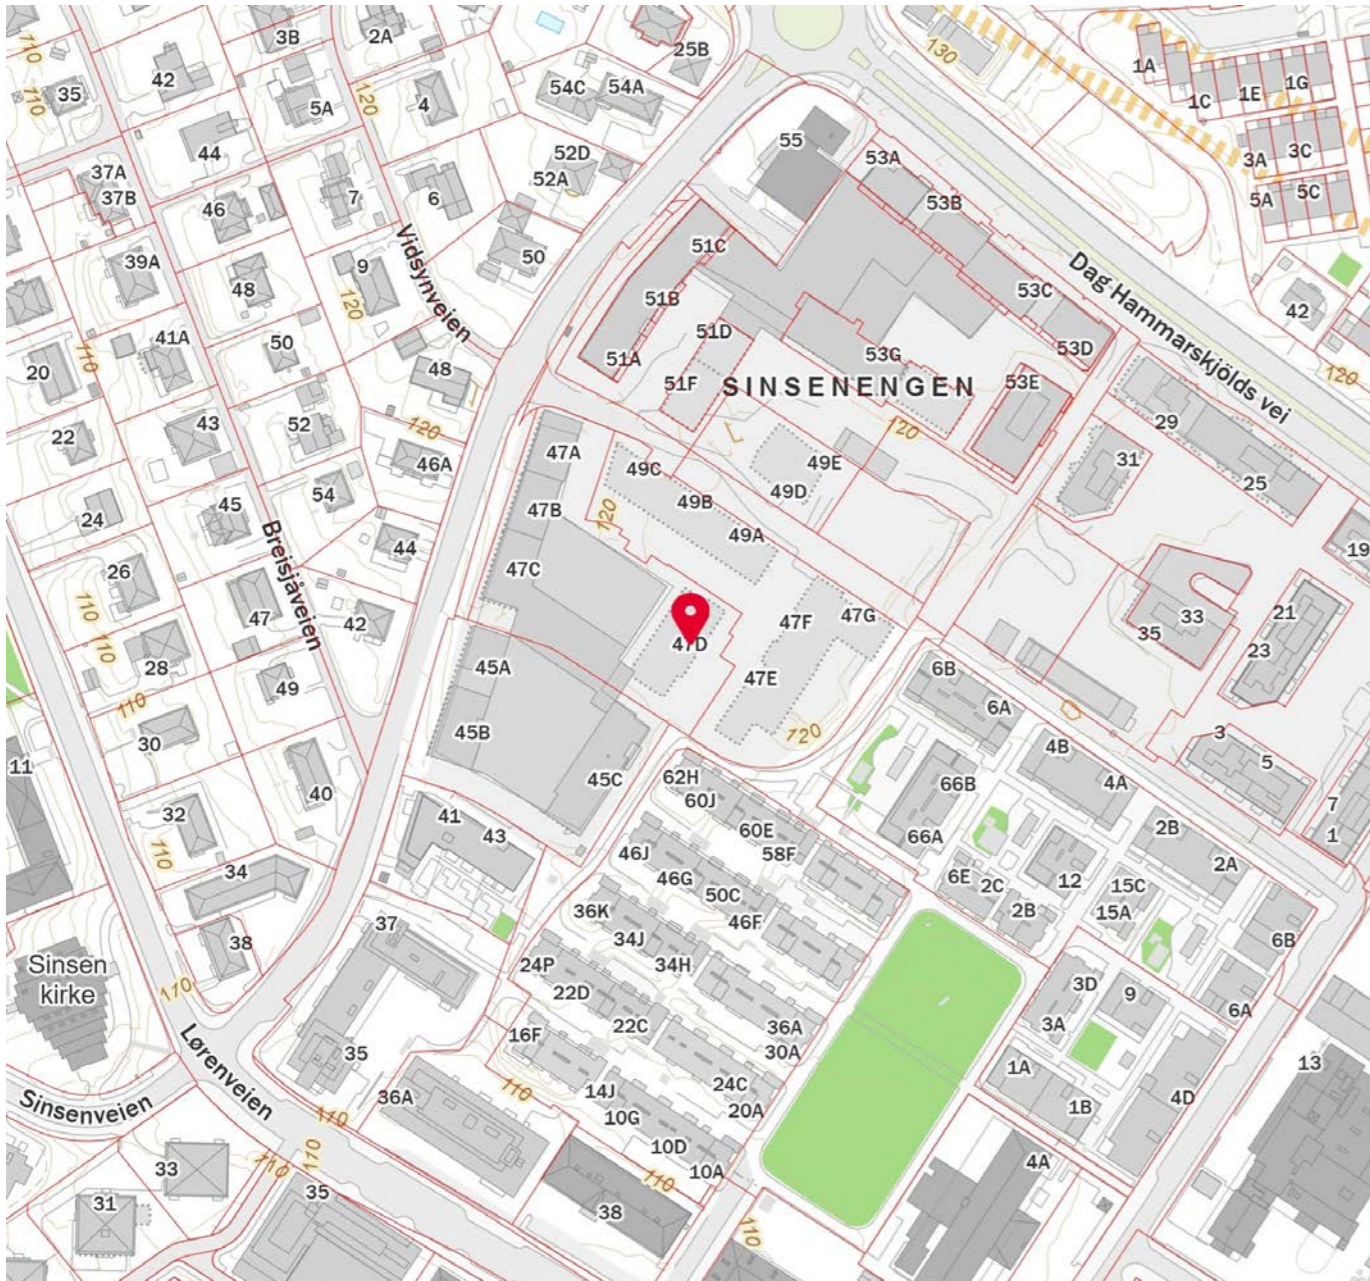 3B
2A
25B
110
42
35
5A
4
120
54C
54A
130
1A
1C
1E
1G
110
44
52D
52A
55
53A
3A
3C
5A
5C
37A
37B
46
7
6
53B
50
51C
Vidsynveien
39A
48
9
120
51B
Dag Hammarskjölds vei
53C
42
41A
50
51D
53D
110
20
48
51A
51F
53G
SINSENENGEN
53E
120
29
43
52
120
46A
22
47A
49C
49E
49D
120
31
25
24
45
54
47B
49B
49A
120
19
Breisjåveien
44
26
47C
110
47
42
47D
47F
47G
33
35
21
23
110
28
45A
47E
6B
6A
49
110
30
45B
120
4B
4A
3
5
11
40
45C
62H
60J
66B
32
41
43
60E
58F
66A
2B
2A
7
1
110
34
46J
46G
50C
46F
6E
2C
12
2B
15C
15A
38
37
36K
34J
34H
6B
Sinsen
kirke
110
24P
22D
22C
36A
30A
3D
9
3A
6A
Lørenveien
16F
35
36A
110
14J
24C
20A
1A
1B
4D
13
Sinsenveien
110
10G
10D
10A
110
110
170
33
35
38
4A
31
110